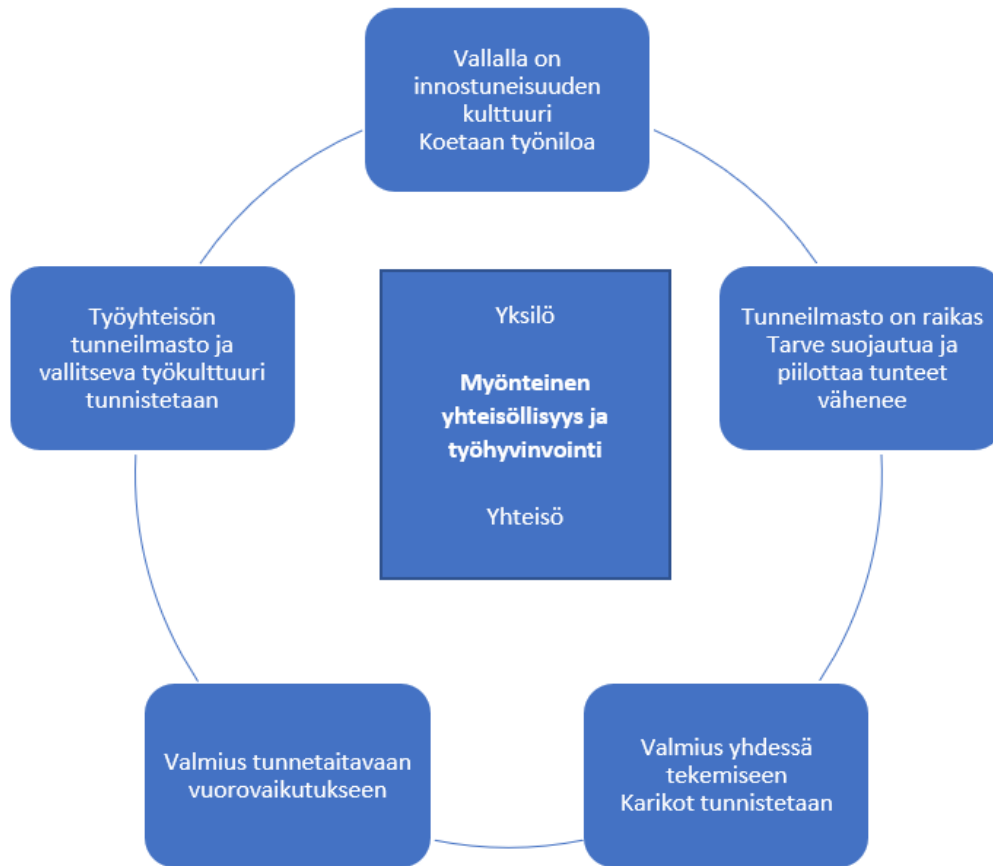 Vallalla on
innostuneisuuden
kulttuuri
Koetaan työniloa
Työyhteisön
tunneilmasto ja
vallitseva työkulttuuri
tunnistetaan
Yksilö
Myönteinen
yhteisöllisyys ja
työhyvinvointi
Yhteisö
Tunneilmasto on raikas
Tarve suojautua ja
piilottaa tunteet
vähenee
Valmius tunnetaitavaan
vuorovaikutukseen
Valmius yhdessä
tekemiseen
Karikot tunnistetaan